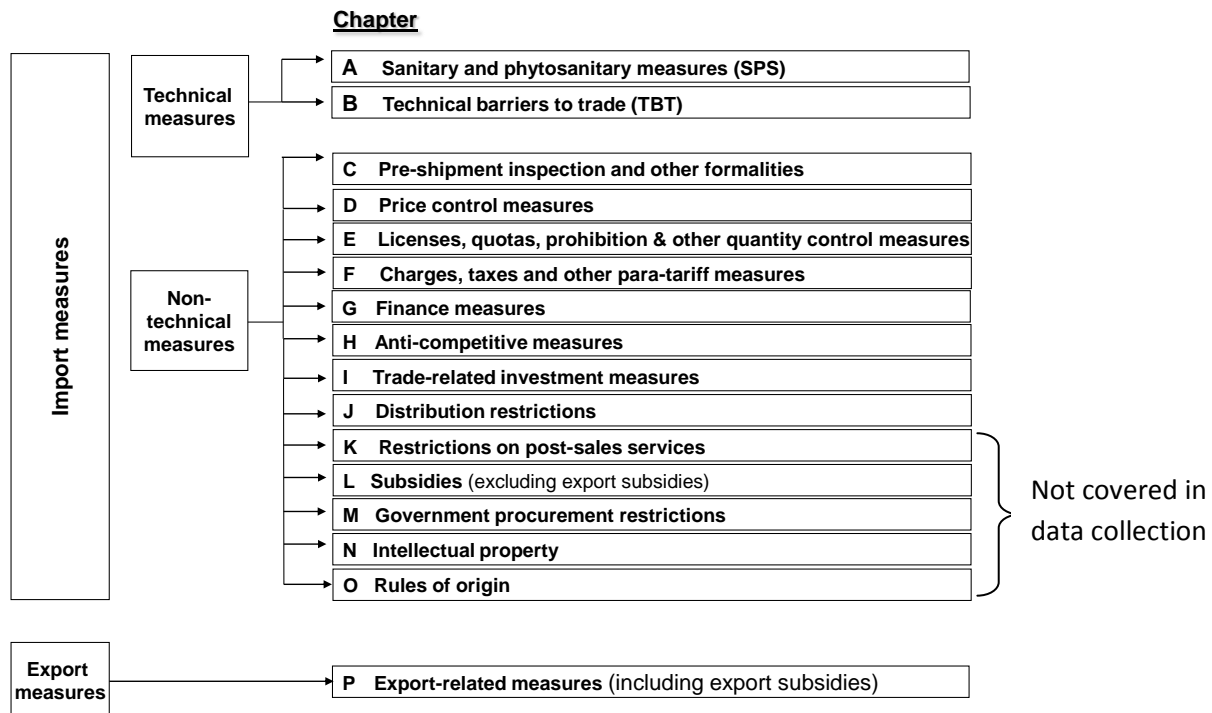 Chapter
Import measures
Technical
measures
A Sanitary and phytosanitary measures (SPS)
B Technical barriers to trade (TBT)
Non-
technical
measures
C Pre-shipment inspection and other formalities
D Price control measures
E Licenses, quotas, prohibition & other quantity control measures
F Charges, taxes and other para-tariff measures
G Finance measures
H Anti-competitive measures
I Trade-related investment measures
J Distribution restrictions
K Restrictions on post-sales services
L Subsidies (excluding export subsidies)
M Government procurement restrictions
N Intellectual property
O Rules of origin
Not covered in
data collection
Export
measures
P Export-related measures (including export subsidies)